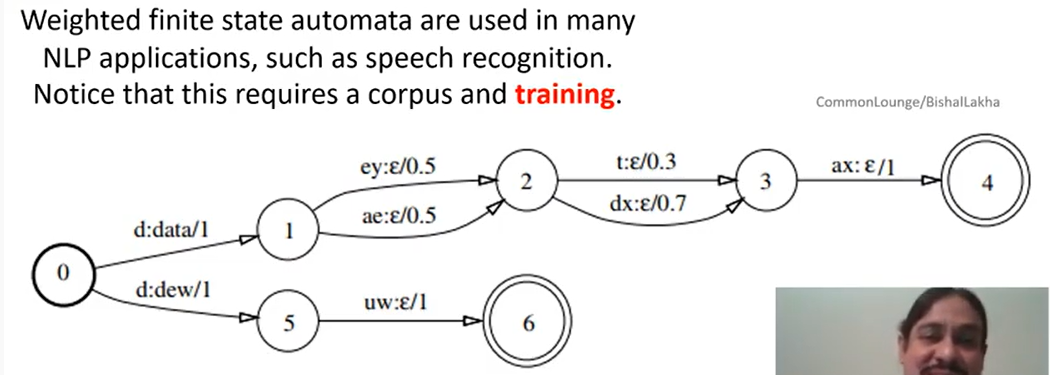 Weighted finite state automata are used in many
NLP applications, such as speech recognition.
Notice that this requires a corpus and training.
CommonLounge/BishalLakha
ey:ε/0.5
t:ε/0.3
ax: ε/1
2
3
4
ae:ε/0.5
dx:ε/0.7
d:data/1
1
0
d:dew/1
uw:ε/1
5
6